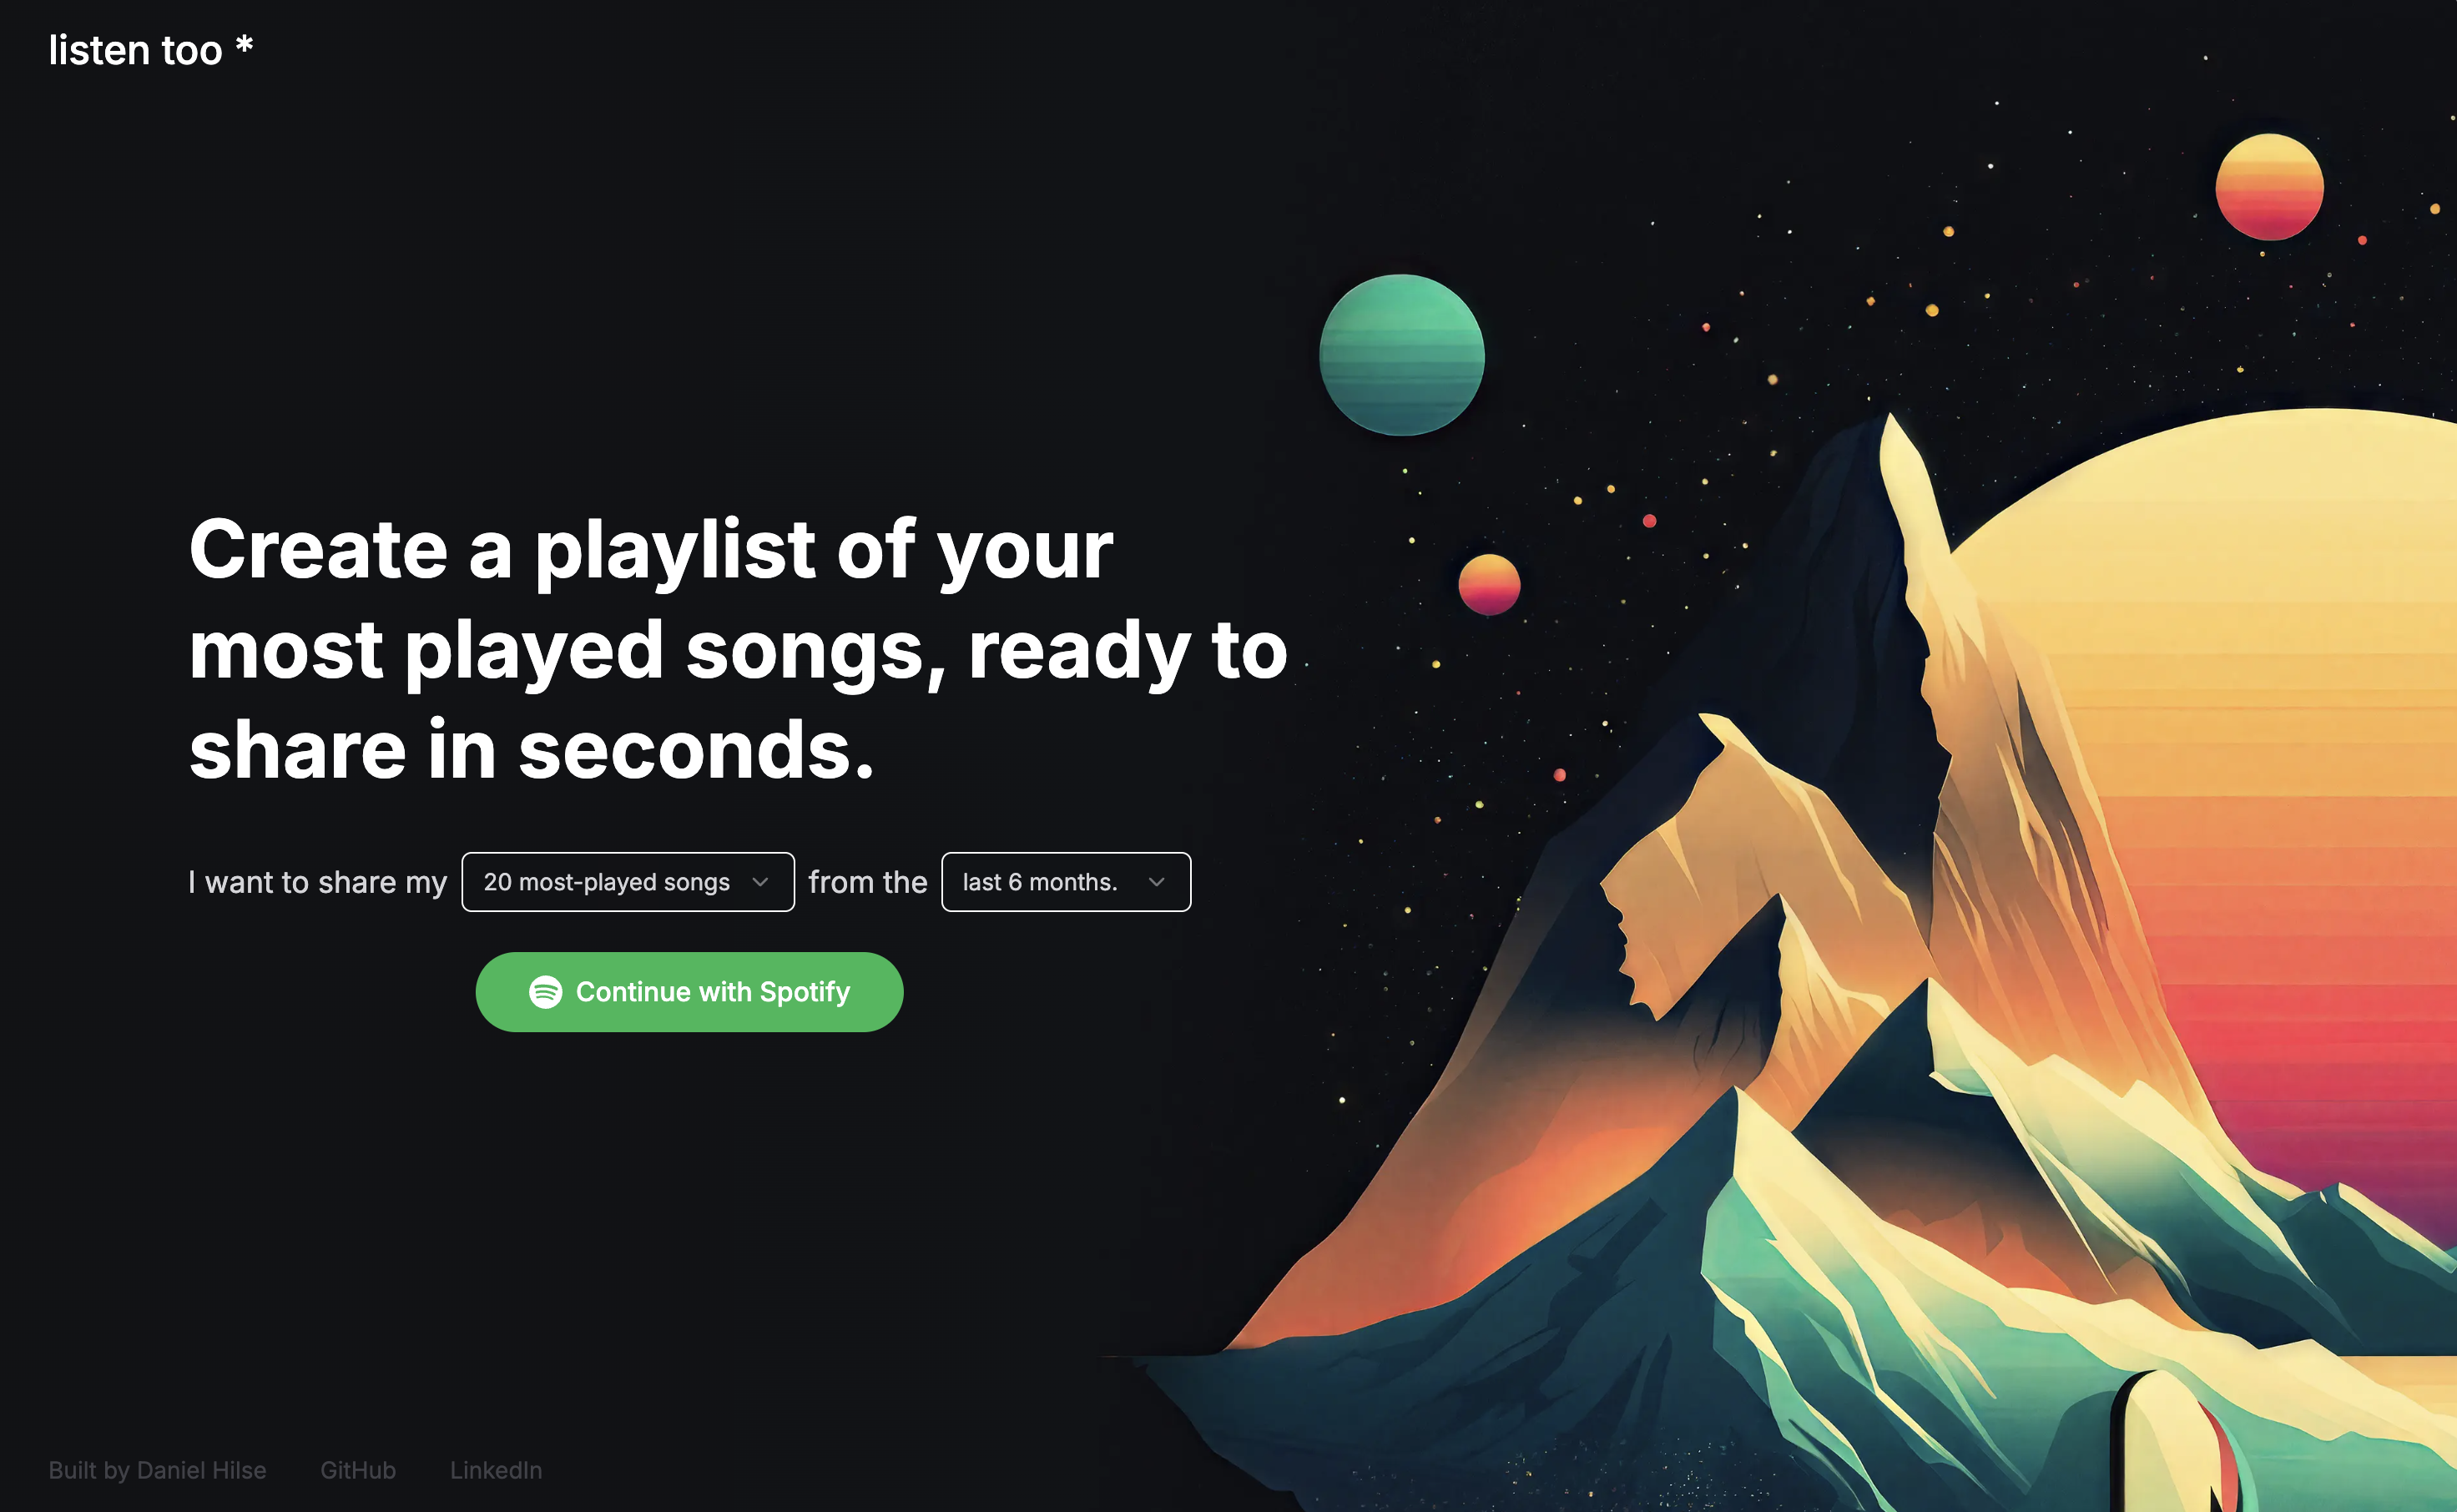 listen too *
Create a playlist of your
most played songs, ready to
share in seconds.
I want to share my 20 most-played songs from the last 6 months.
Continue with Spotify
Built by Daniel Hilse GitHub LinkedIn